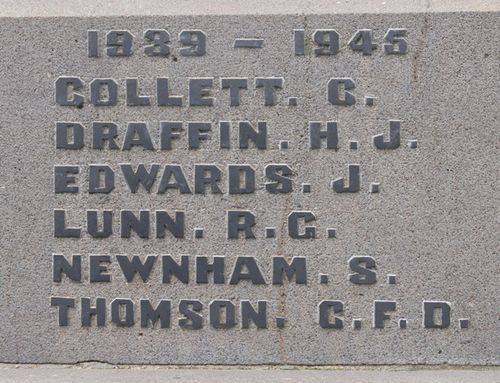 1939 – 1945
COLLETT. C.
DRAFFIN. H. J.
EDWARDS. J.
LUNN. R. G.
NEWNHAM. S.
THOMSON. C. F. D.